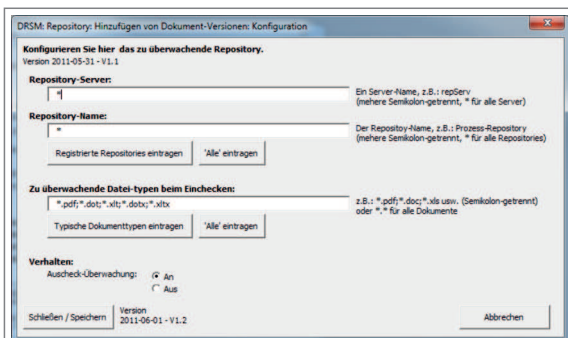 DRSM: Repository: Hinzufügen von Dokument-Versionen: Konfiguration
Konfigurieren Sie hier das zu überwachende Repository.
Version 2011-05-31 - V1.1
Repository-Server:
*
Ein Server-Name, z.B.: repServ
(mehere Semikolon-getrennt, * für alle Server)
Repository-Name:
*
Der Repositoy-Name, z.B.: Prozess-Repository
(mehere Semikolon-getrennt, * für alle Repositories)
Registrierte Repositories eintragen
'Alle' eintragen
Zu überwachende Datei-typen beim Einchecken:
*.pdf;*.dot;*.xlt;*.dotx;*.xltx
z.B.: *.pdf;*.doc;*.xls usw. (Semikolon-getrennt)
oder *.* für alle Dokumente
Typische Dokumenttypen eintragen
'Alle' eintragen
Verhalten:
Auscheck-Überwachung:
An
Aus
Schließen / Speichern
Version
2011-06-01 - V1.2
Abbrechen